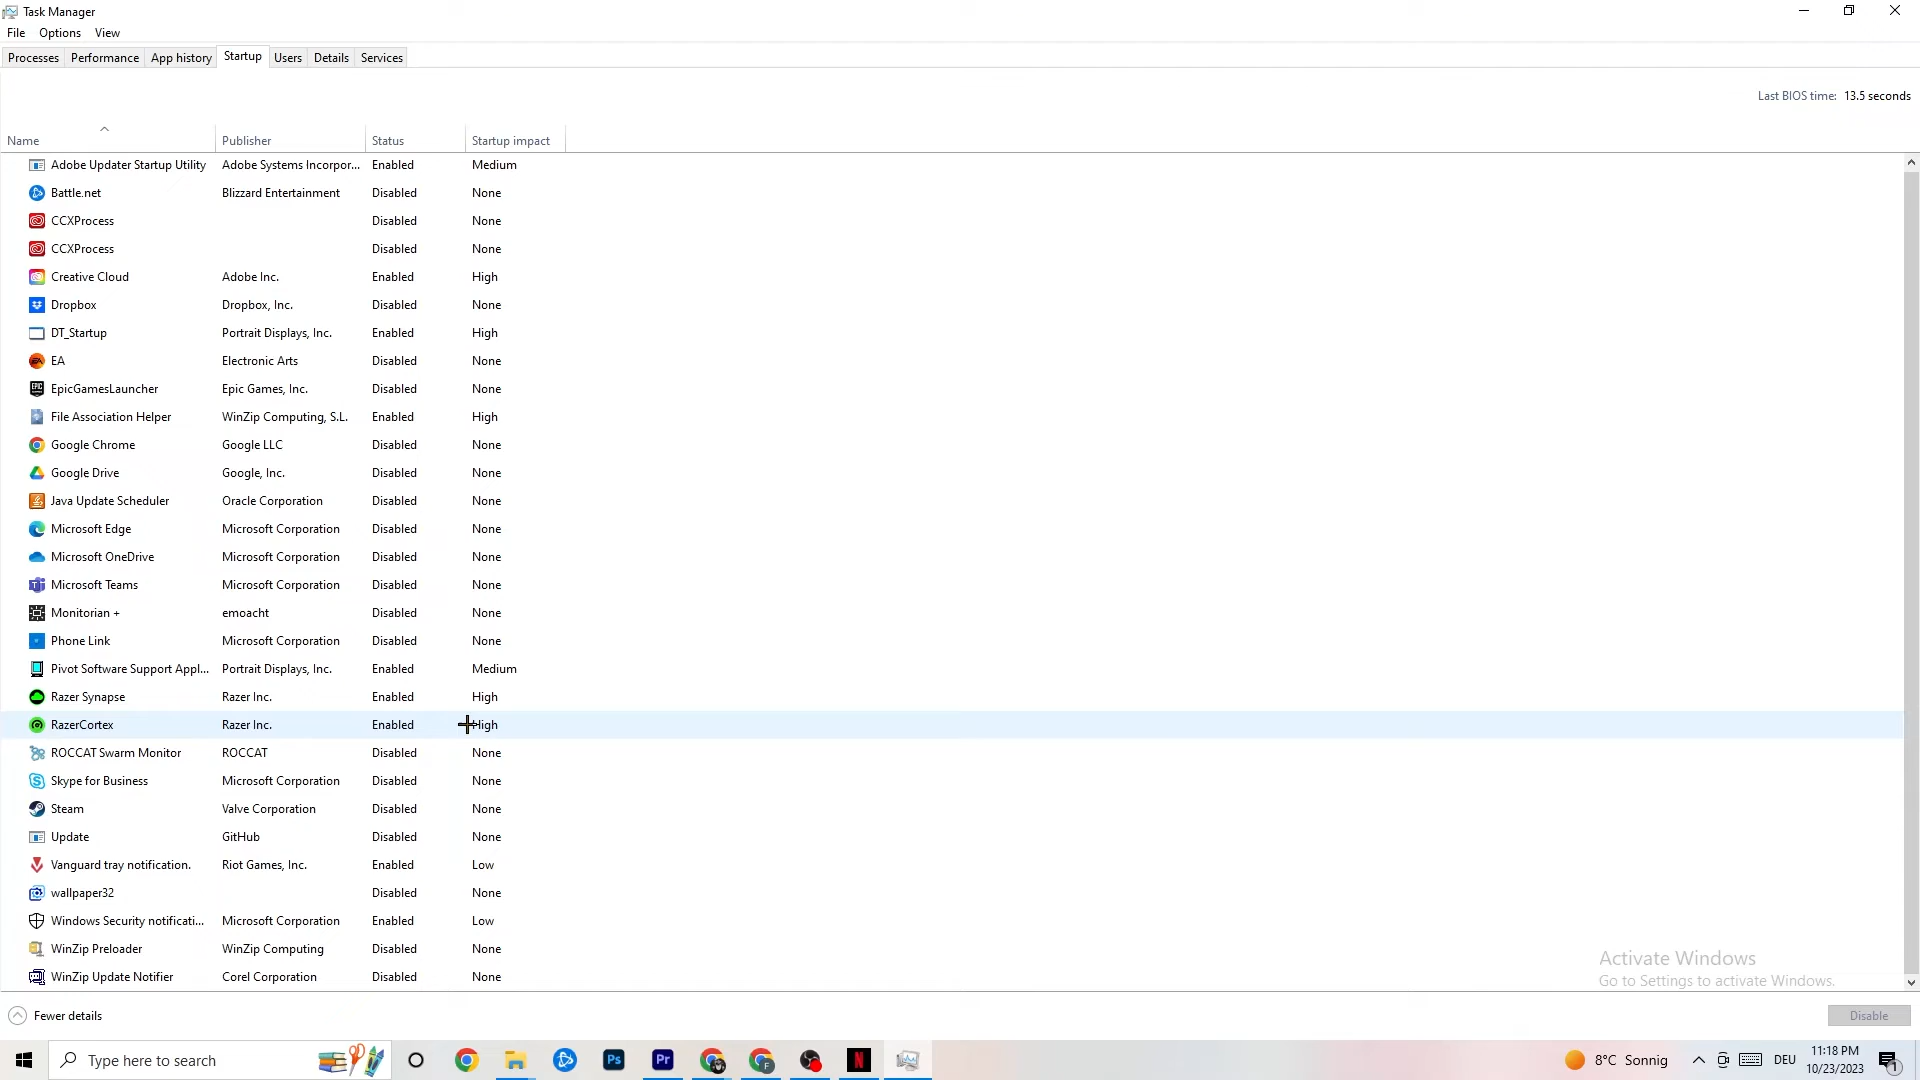 Task Manager
File Options View
Processes Performance App history Startup Users Details Services
Last BIOS time: 13.5 seconds
Name Publisher Status Startup impact
Adobe Updater Startup Utility Adobe Systems Incorpor... Enabled Medium
Battle.net Blizzard Entertainment Disabled None
CCXProcess Disabled None
CCXProcess Disabled None
Creative Cloud Adobe Inc. Enabled High
Dropbox Dropbox, Inc. Disabled None
DT_Startup Portrait Displays, Inc. Enabled High
EA Electronic Arts Disabled None
EpicGamesLauncher Epic Games, Inc. Disabled None
File Association Helper WinZip Computing, S.L. Enabled High
Google Chrome Google LLC Disabled None
Google Drive Google, Inc. Disabled None
Java Update Scheduler Oracle Corporation Disabled None
Microsoft Edge Microsoft Corporation Disabled None
Microsoft OneDrive Microsoft Corporation Disabled None
Microsoft Teams Microsoft Corporation Disabled None
Monitorian + emoacht Disabled None
Phone Link Microsoft Corporation Disabled None
Pivot Software Support Appl... Portrait Displays, Inc. Enabled Medium
Razer Synapse Razer Inc. Enabled High
RazerCortex Razer Inc. Enabled High
ROCCAT Swarm Monitor ROCCAT Disabled None
Skype for Business Microsoft Corporation Disabled None
Steam Valve Corporation Disabled None
Update GitHub Disabled None
Vanguard tray notification. Riot Games, Inc. Enabled Low
wallpaper32 Disabled None
Windows Security notificati... Microsoft Corporation Enabled Low
WinZip Preloader WinZip Computing Disabled None
WinZip Update Notifier Corel Corporation Disabled None
Activate Windows
Go to Settings to activate Windows.
Fewer details Disable
Type here to search Ps Pr 8°C Sonnig DEU 11:18 PM
10/23/2023